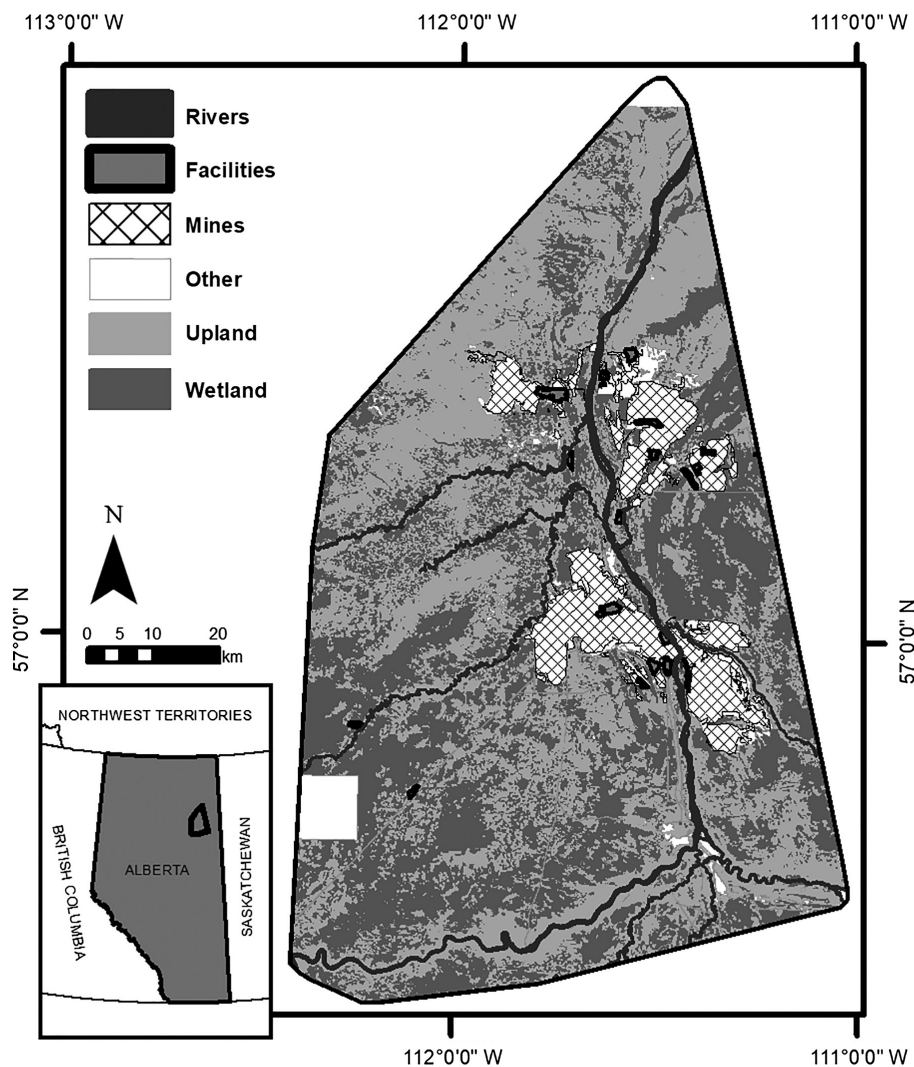 113°0'0" W
112°0'0" W
111°0'0" W
Rivers
Facilities
Mines
Other
Upland
Wetland
N
0 5 10 20
km
57°0'0" N
57°0'0" N
NORTHWEST TERRITORIES
BRITISH COLUMBIA
ALBERTA
SASKATCHEWAN
112°0'0" W
111°0'0" W